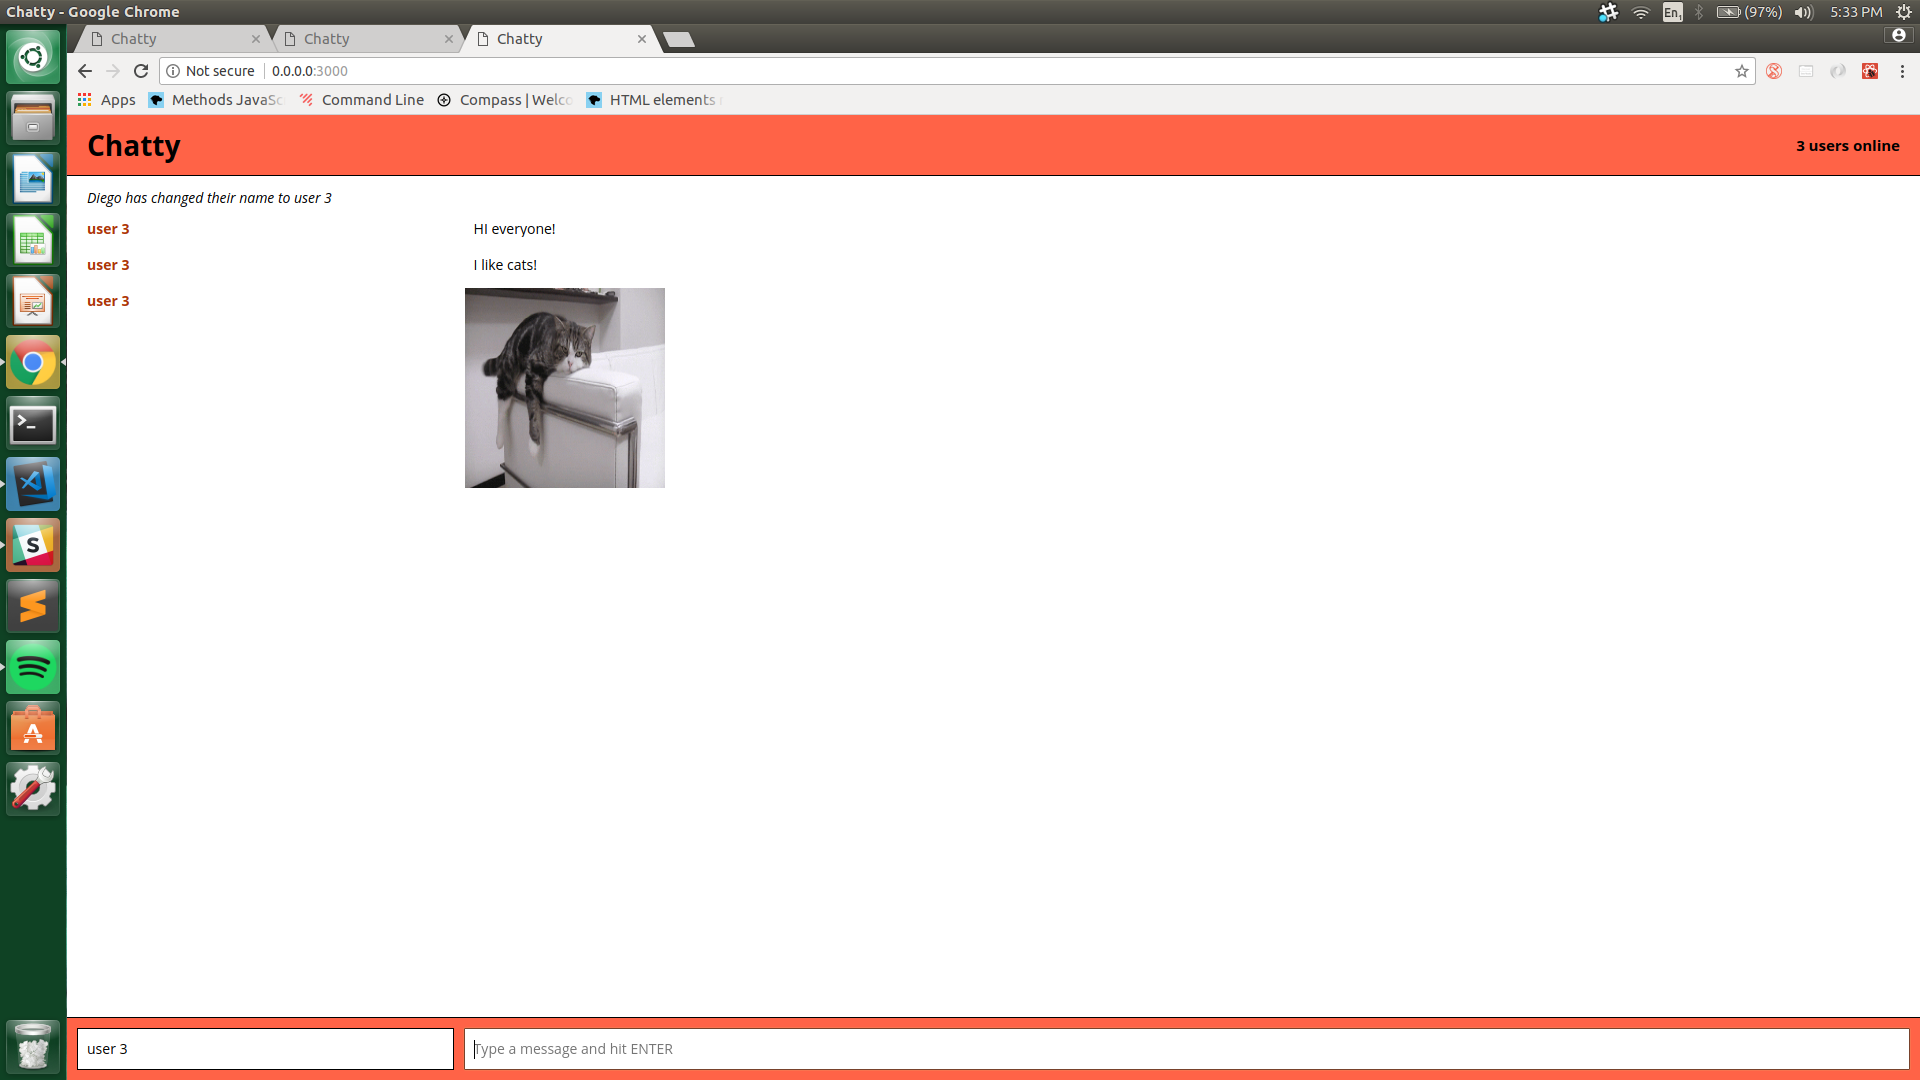 Chatty - Google Chrome
En1
(97%)
5:33 PM
Chatty
Chatty
Chatty
Not secure
0.0.0.0:3000
Apps
Methods JavaSc
Command Line
Compass | Welco
HTML elements
Chatty
3 users online
Diego has changed their name to user 3
user 3
HI everyone!
user 3
I like cats!
user 3
user 3
Type a message and hit ENTER